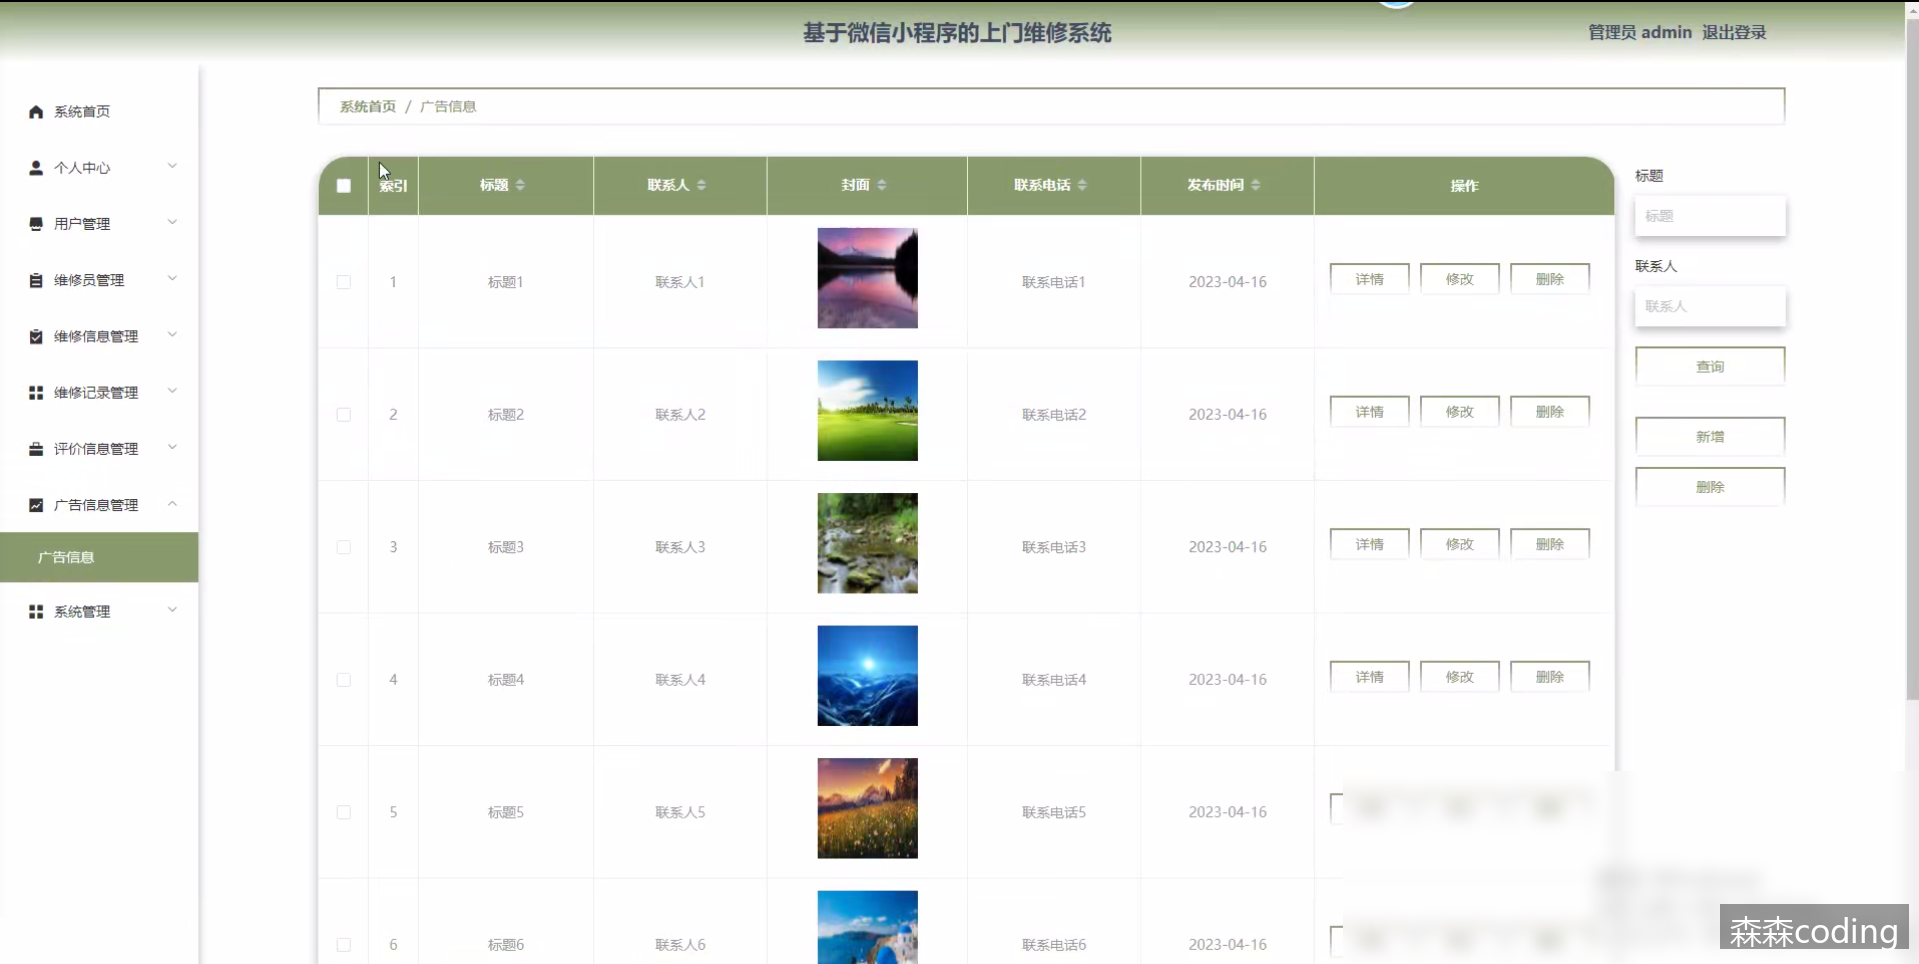 基于微信小程序的上门维修系统
管理员 admin 退出登录
系统首页
个人中心
用户管理
维修员管理
维修信息管理
维修记录管理
评价信息管理
广告信息管理
广告信息
系统管理
系统首页 / 广告信息
索引 标题 联系人 封面 联系电话 发布时间 操作
1 标题1 联系人1 联系电话1 2023-04-16 详情 修改 删除
2 标题2 联系人2 联系电话2 2023-04-16 详情 修改 删除
3 标题3 联系人3 联系电话3 2023-04-16 详情 修改 删除
4 标题4 联系人4 联系电话4 2023-04-16 详情 修改 删除
5 标题5 联系人5 联系电话5 2023-04-16
6 标题6 联系人6 联系电话6 2023-04-16
标题
标题
联系人
联系人
查询
新增
删除
森森coding